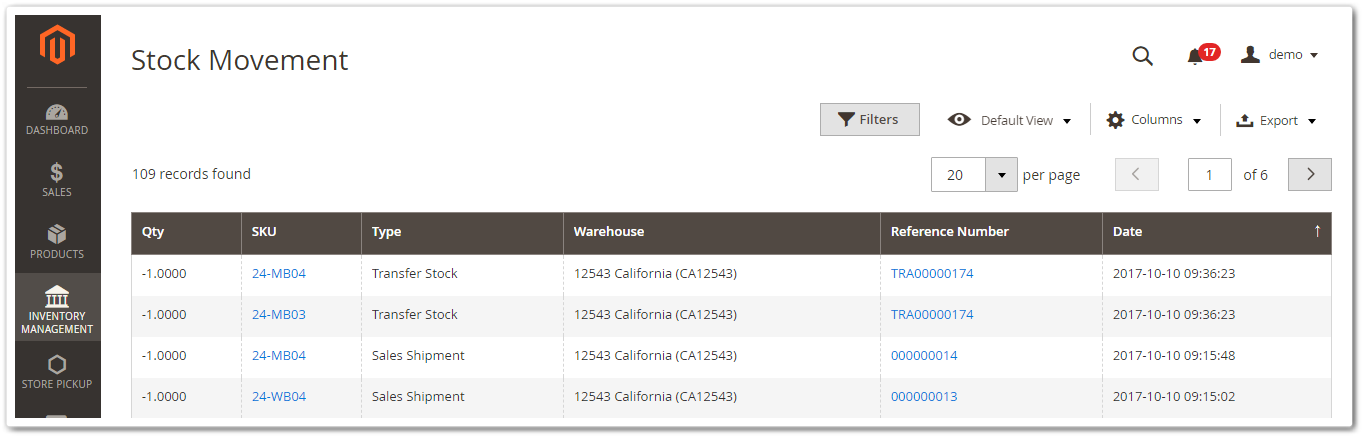 Stock Movement
17
demo
DASHBOARD
SALES
PRODUCTS
INVENTORY
MANAGEMENT
STORE PICKUP
Filters
Default View
Columns
Export
109 records found
20 per page
1 of 6
Qty SKU Type Warehouse Reference Number Date ↑
-1.0000 24-MB04 Transfer Stock 12543 California (CA12543) TRA00000174 2017-10-10 09:36:23
-1.0000 24-MB03 Transfer Stock 12543 California (CA12543) TRA00000174 2017-10-10 09:36:23
-1.0000 24-MB04 Sales Shipment 12543 California (CA12543) 000000014 2017-10-10 09:15:48
-1.0000 24-WB04 Sales Shipment 12543 California (CA12543) 000000013 2017-10-10 09:15:02